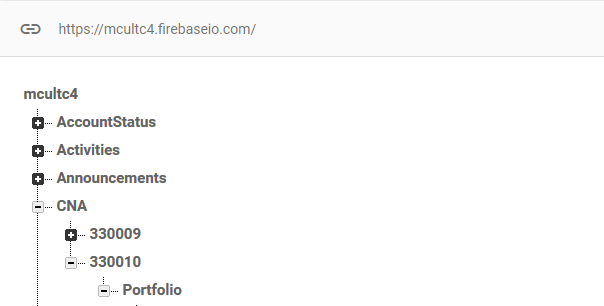 https://mcultc4.firebaseio.com/
mcultc4
AccountStatus
Activities
Announcements
CNA
330009
330010
Portfolio